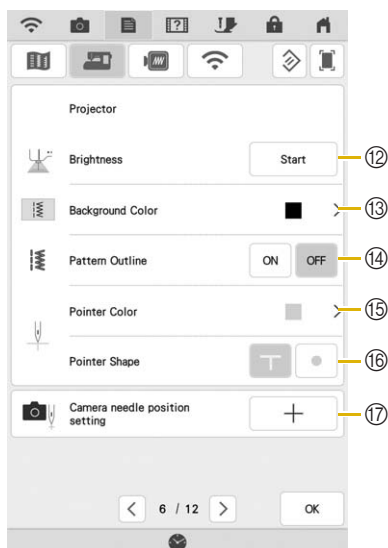 Projector
Brightness Start ⑫
Background Color ⑬
Pattern Outline ON OFF ⑭
Pointer Color ⑮
Pointer Shape ⑯
Camera needle position
setting ⑰
6 / 12 OK